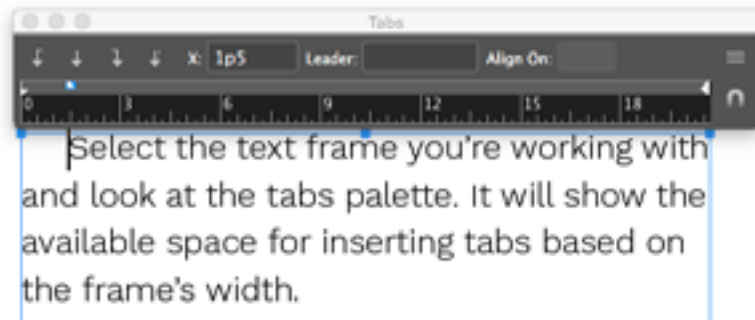 Tabs
X: 1p5 Leader: Align On:
0 3 6 9 12 15 18
Select the text frame you're working with
and look at the tabs palette. It will show the
available space for inserting tabs based on
the frame's width.